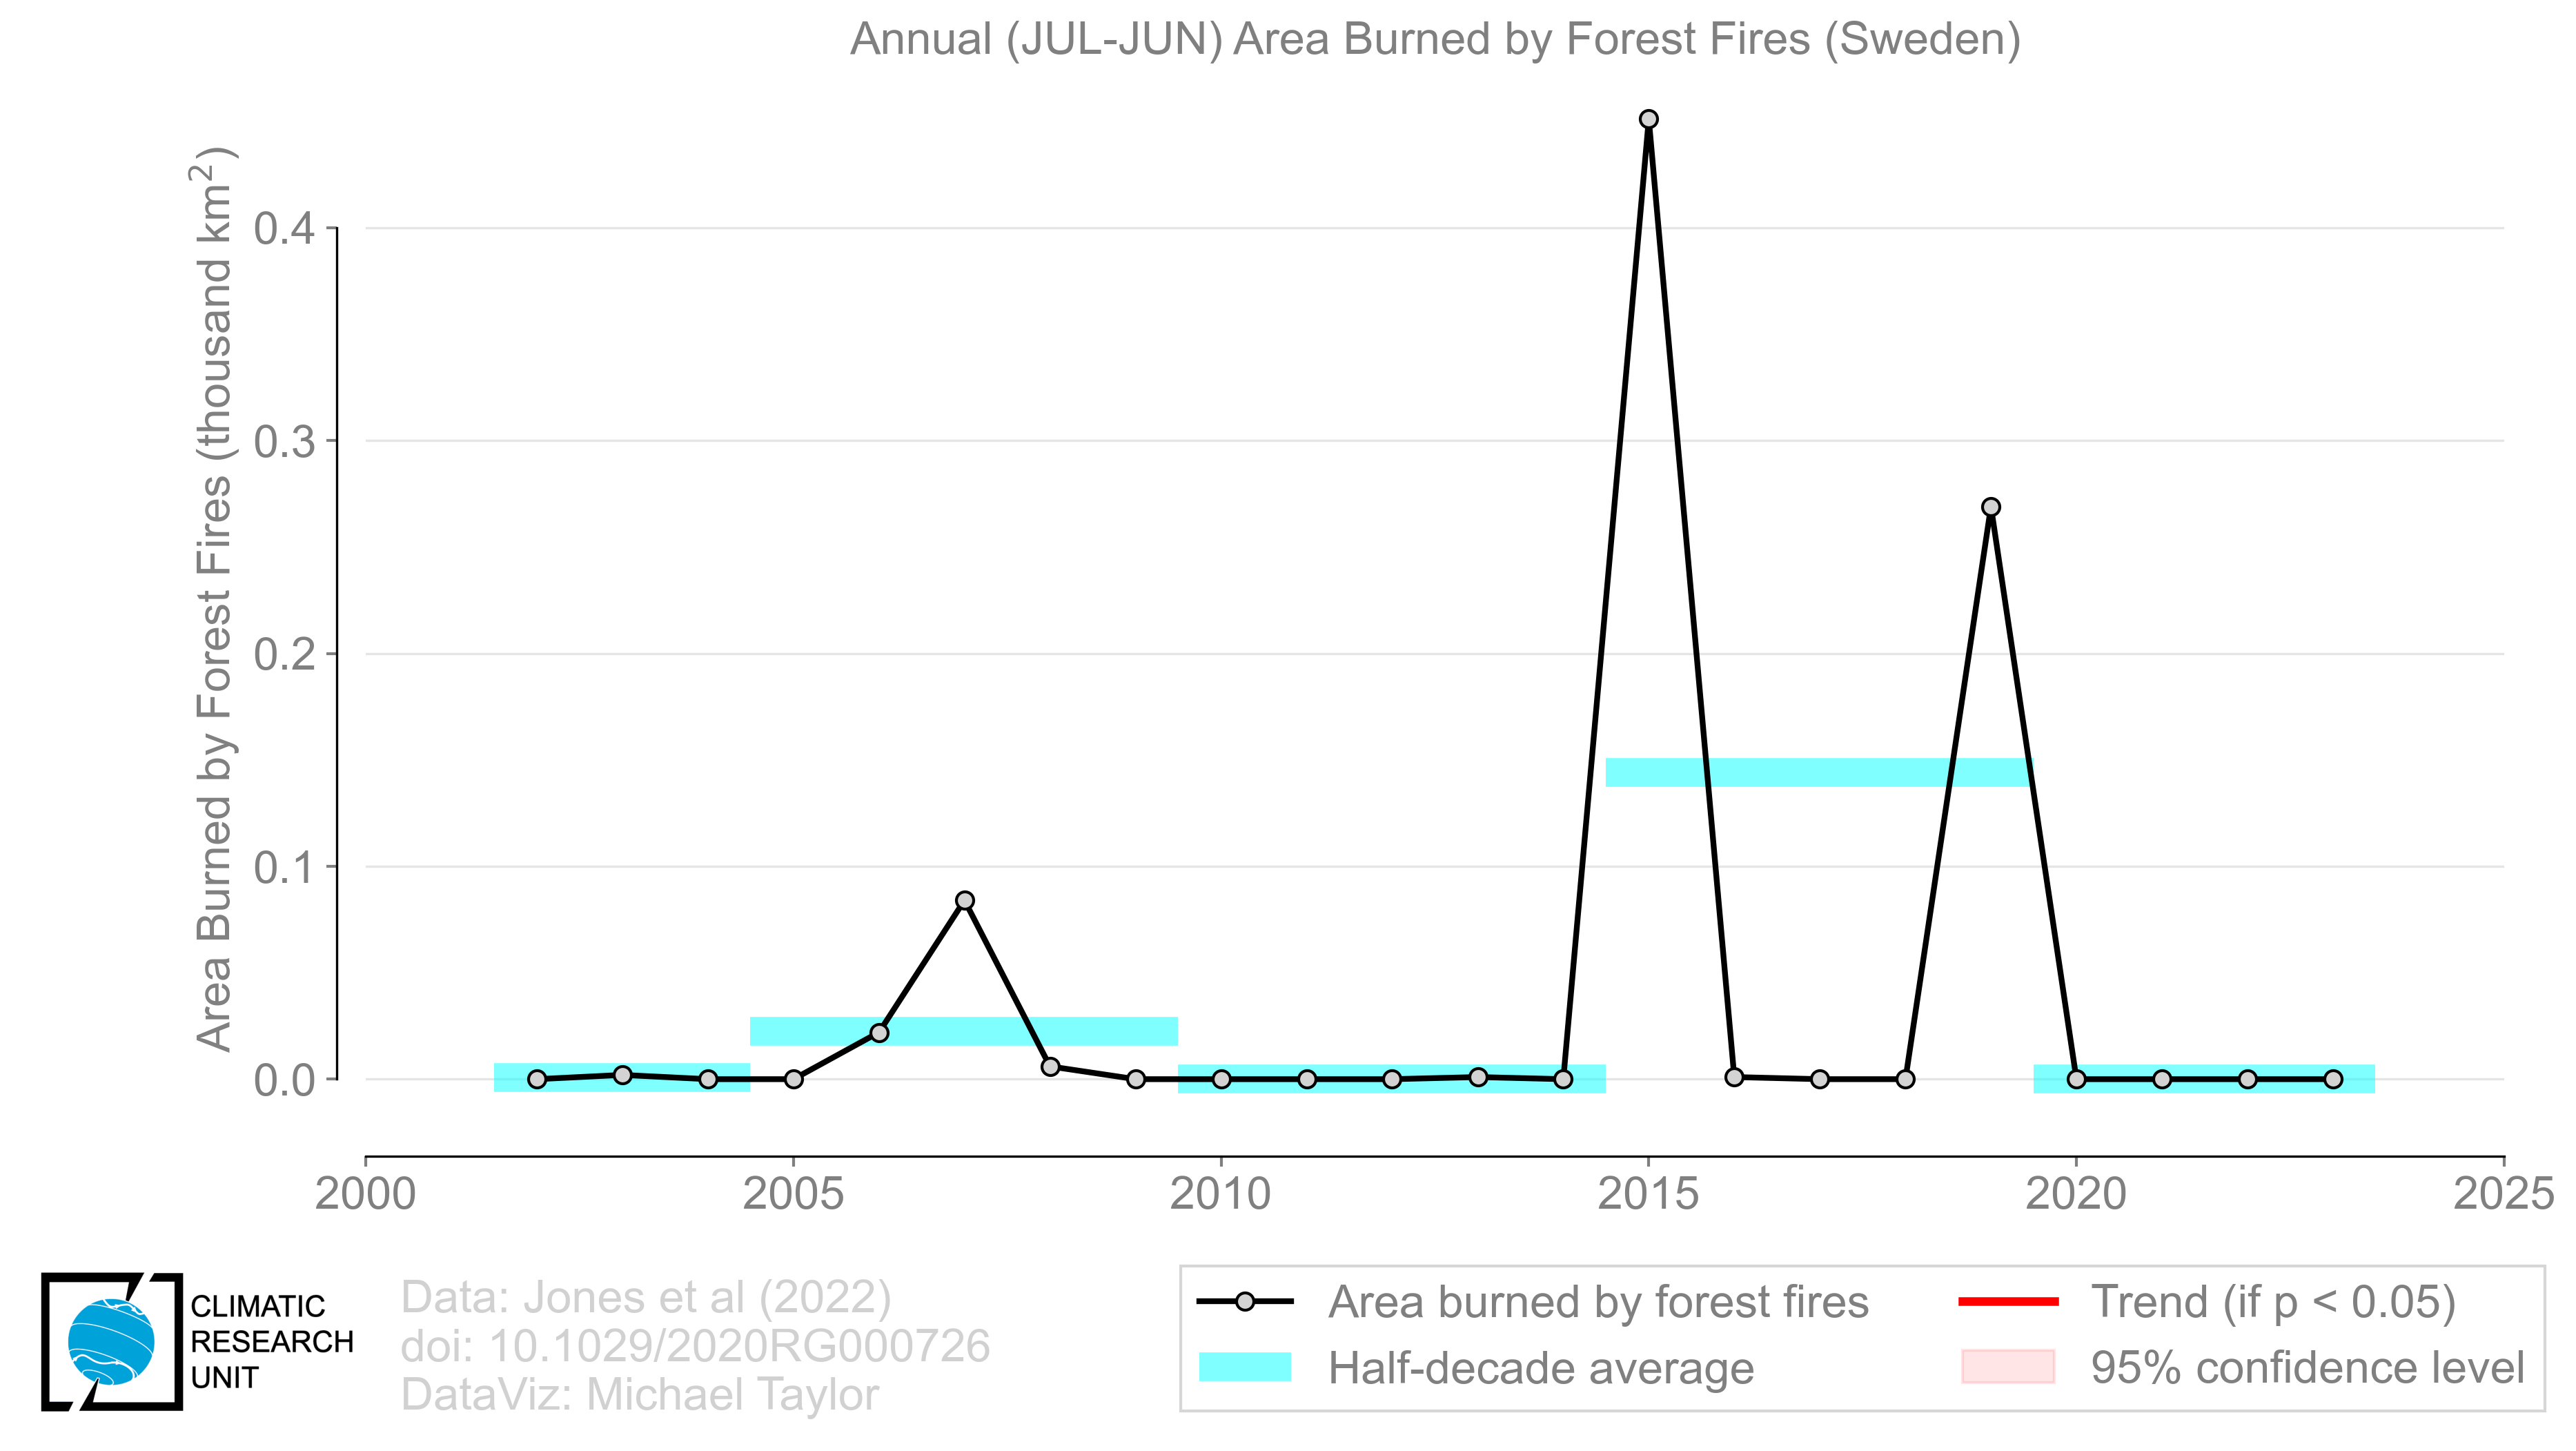 Annual (JUL-JUN) Area Burned by Forest Fires (Sweden)
Area Burned by Forest Fires (thousand km²)
0.4
0.3
0.2
0.1
0.0
2000 2005 2010 2015 2020 2025
CLIMATIC
RESEARCH
UNIT
Data: Jones et al (2022)
doi: 10.1029/2020RG000726
DataViz: Michael Taylor
Area burned by forest fires
Half-decade average
Trend (if p < 0.05)
95% confidence level